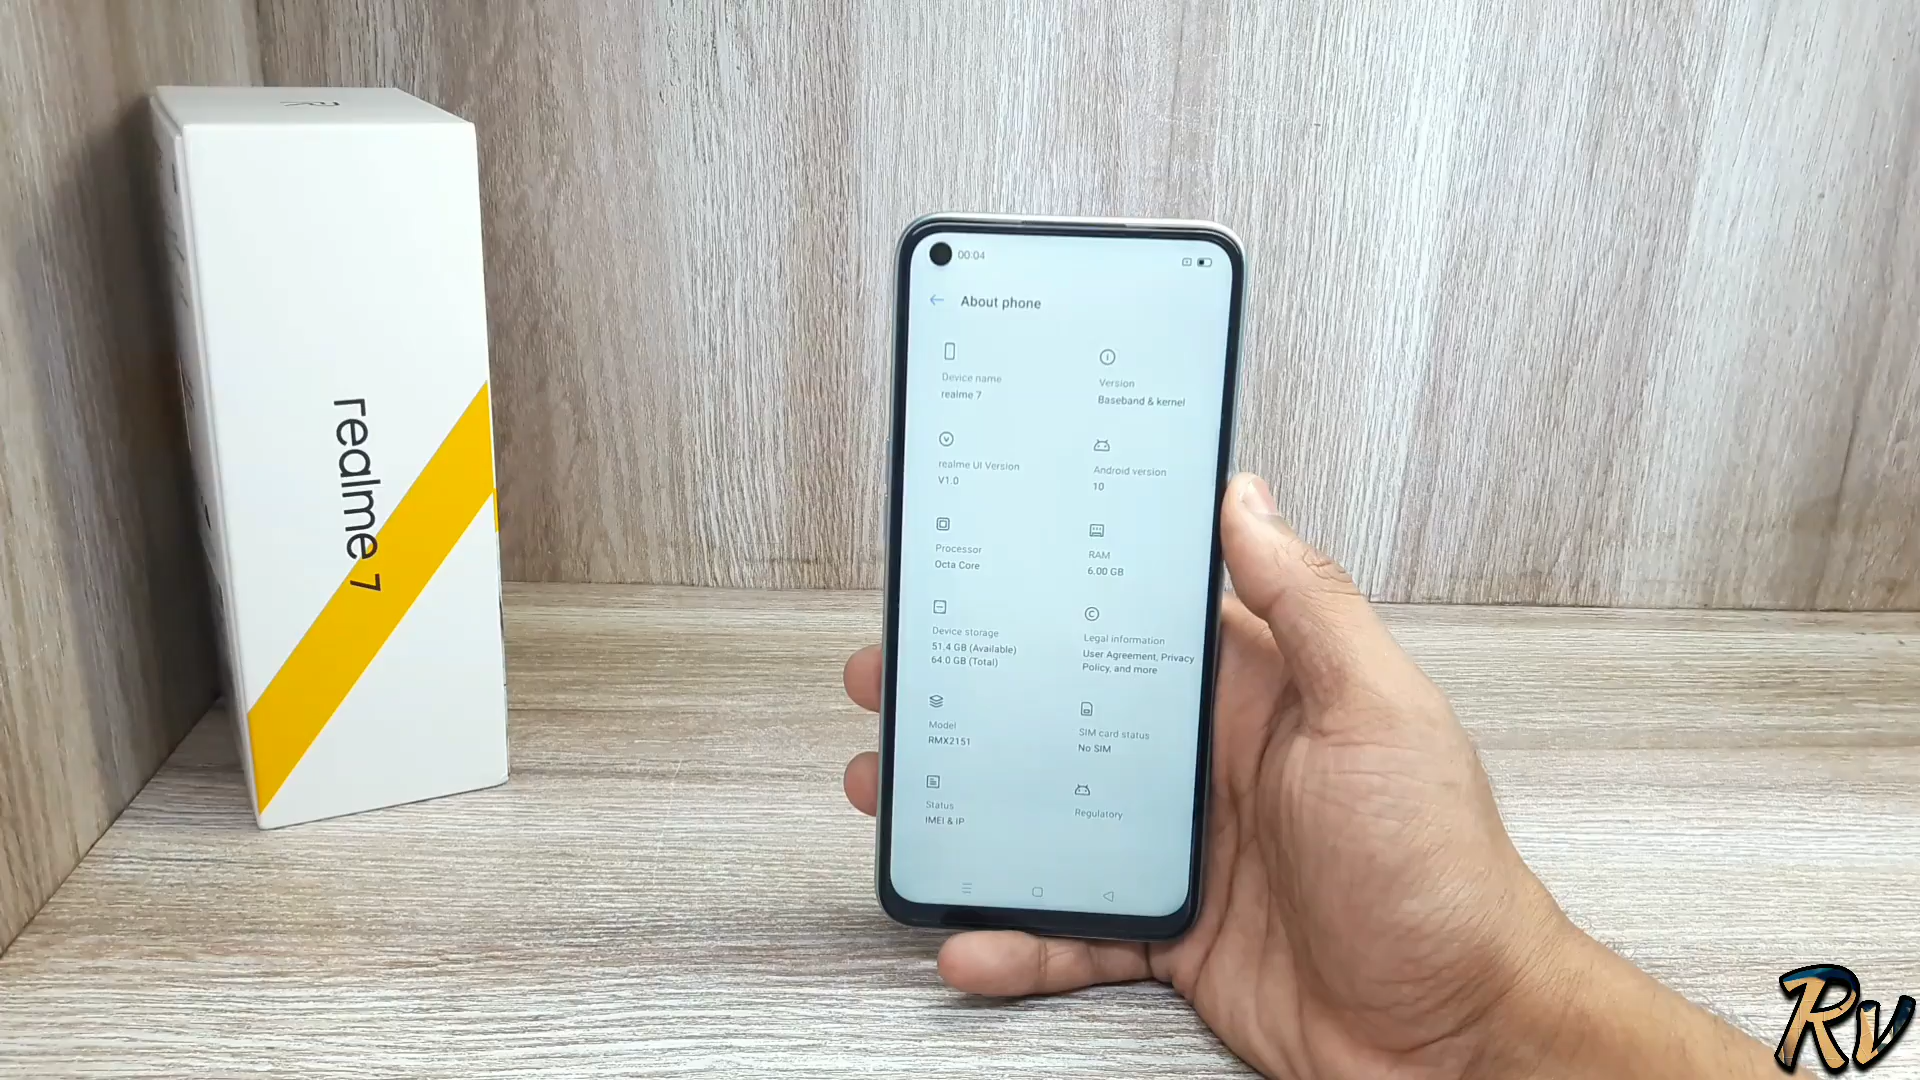 realme 7
00:04
About phone
Device name
realme 7
Version
Baseband & kernel
realme UI Version
V1.0
Android version
10
Processor
Octa Core
RAM
6.00 GB
Device storage
51.4 GB (Available)
64.0 GB (Total)
Legal information
User Agreement, Privacy
Policy, and more
Model
RMX2151
SIM card status
No SIM
Status
IMEI & IP
Regulatory
Rv